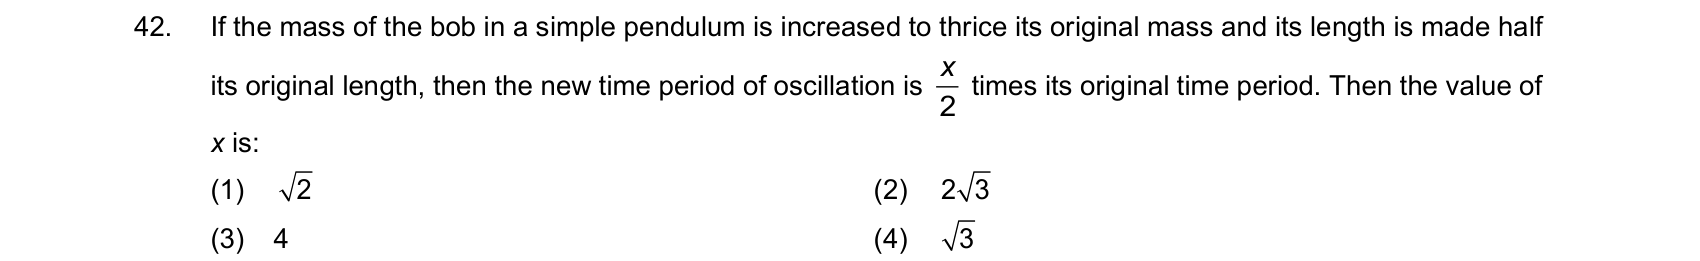 42. If the mass of the bob in a simple pendulum is increased to thrice its original mass and its length is made half
its original length, then the new time period of oscillation is x/2 times its original time period. Then the value of
x is:
(1) √2 (2) 2√3
(3) 4 (4) √3